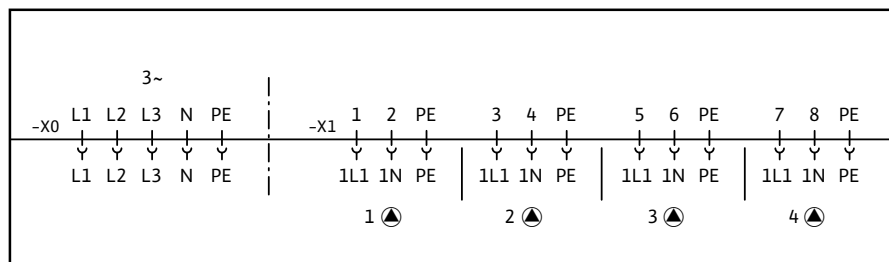 3~
L1 L2 L3 N PE 1 2 PE 3 4 PE 5 6 PE 7 8 PE
-X0 -X1
L1 L2 L3 N PE 1L1 1N PE 1L1 1N PE 1L1 1N PE 1L1 1N PE
1 2 3 4